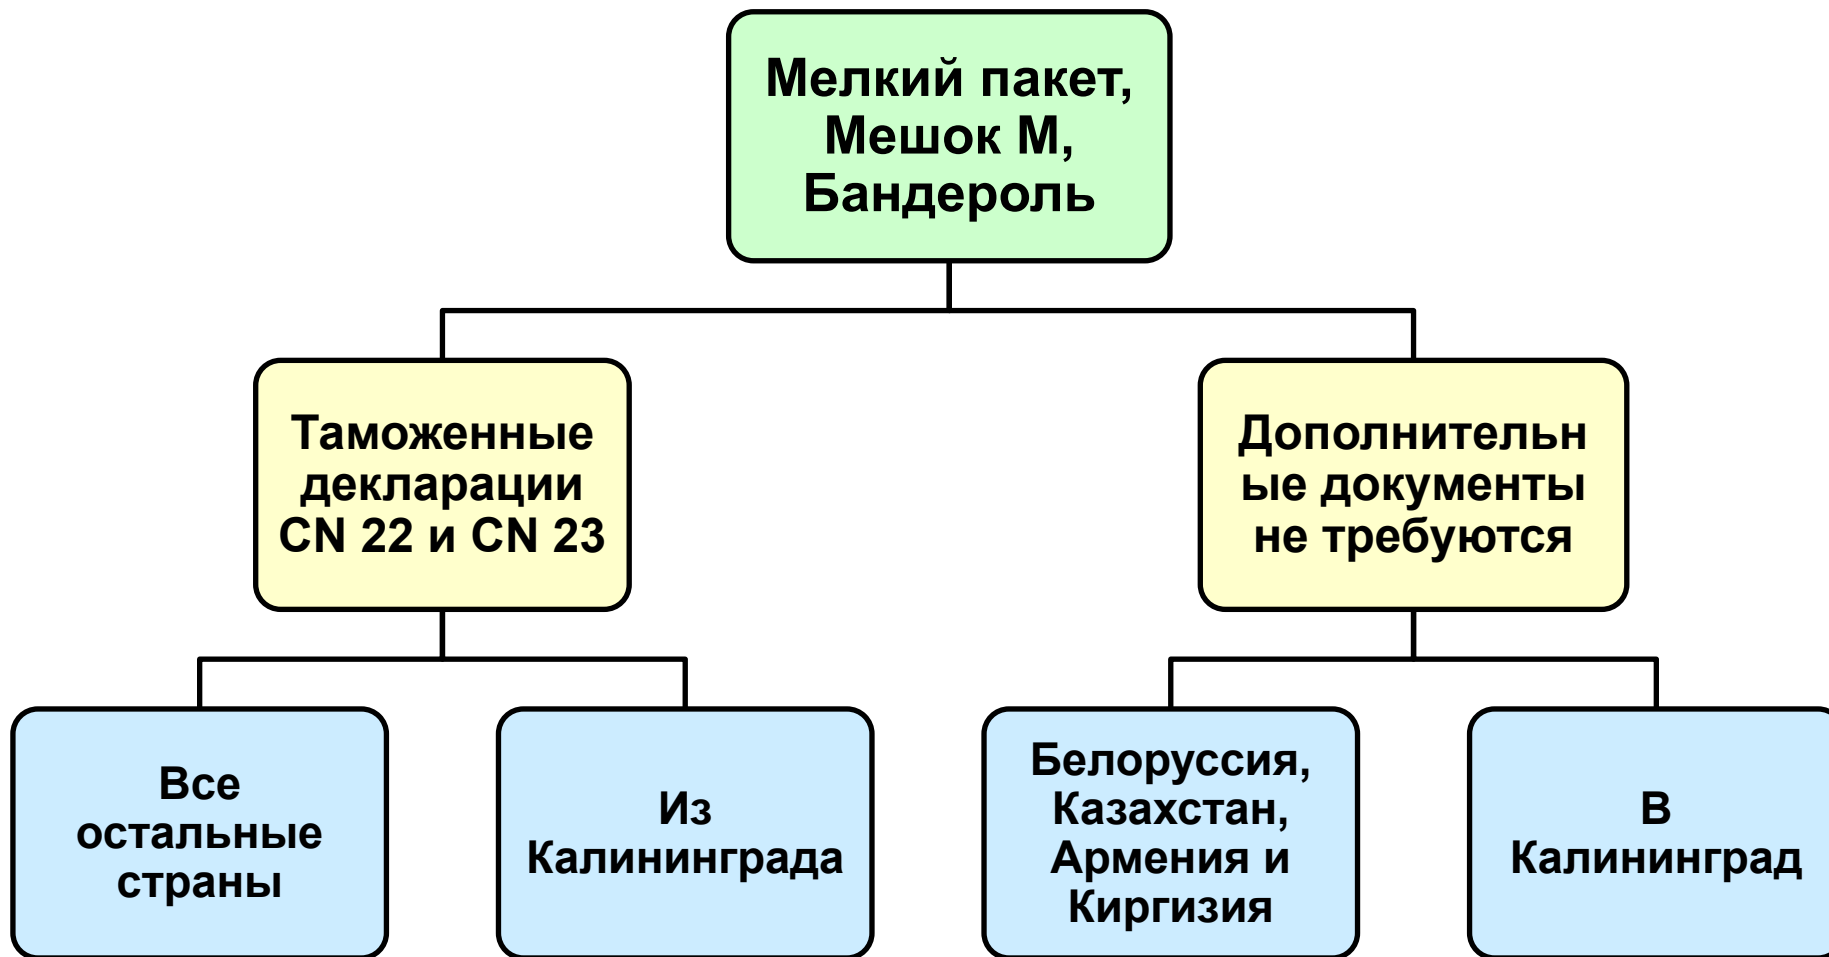 Мелкий пакет,
Мешок М,
Бандероль
Таможенные
декларации
CN 22 и CN 23
Дополнительн
ые документы
не требуются
Все
остальные
страны
Из
Калининграда
Белоруссия,
Казахстан,
Армения и
Киргизия
В
Калининград